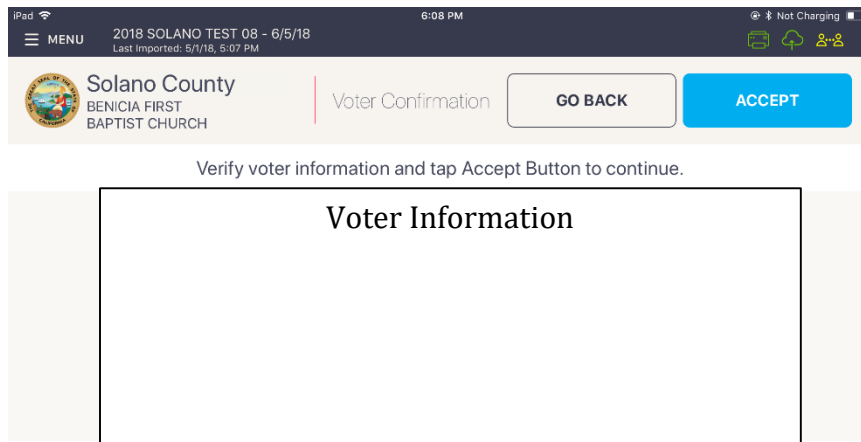 iPad 6:08 PM Not Charging
MENU 2018 SOLANO TEST 08 - 6/5/18
Last Imported: 5/1/18, 5:07 PM
Solano County
BENICIA FIRST
BAPTIST CHURCH
Voter Confirmation
GO BACK
ACCEPT
Verify voter information and tap Accept Button to continue.
Voter Information